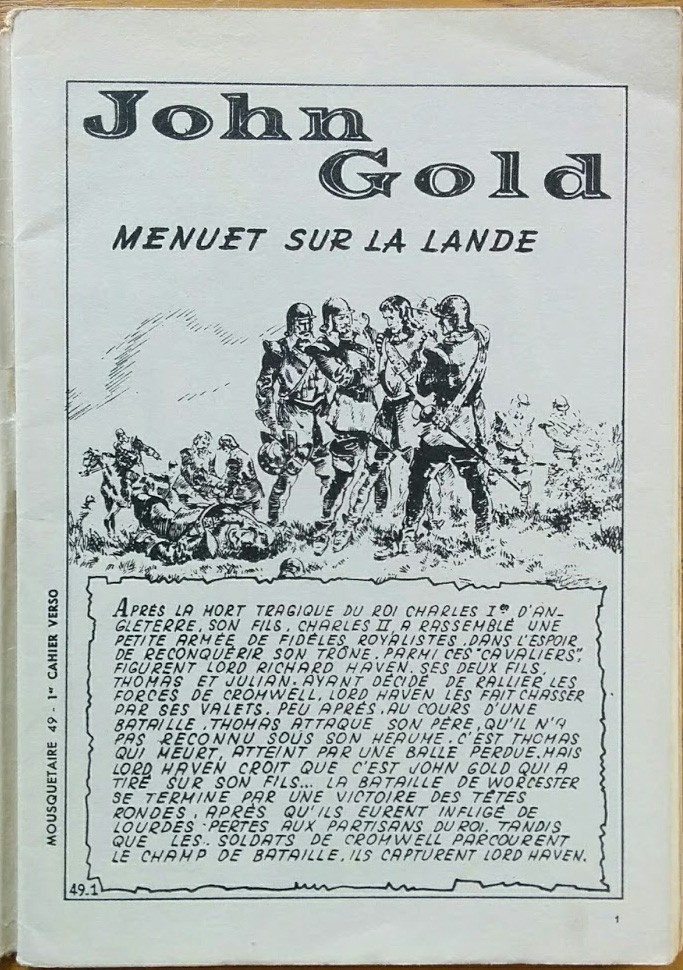 John
Gold
MENUET SUR LA LANDE
APRÈS LA MORT TRAGIQUE DU ROI CHARLES Iᵉʳ D'AN-
GLETERRE, SON FILS, CHARLES II, A RASSEMBLÉ UNE
PETITE ARMÉE DE FIDÈLES ROYALISTES, DANS L'ESPOIR
DE RECONQUÉRIR SON TRÔNE. PARMI CES "CAVALIERS",
FIGURENT LORD RICHARD HAVEN. SES DEUX FILS,
THOMAS ET JULIAN, AYANT DÉCIDÉ DE RALLIER LES
FORCES DE CROMWELL, LORD HAVEN LES FAIT CHASSER
PAR SES VALETS. PEU APRÈS, AU COURS D'UNE
BATAILLE, THOMAS ATTAQUE SON PÈRE, QU'IL N'A
PAS RECONNU SOUS SON HEAUME. C'EST THOMAS
QUI MEURT, ATTEINT PAR UNE BALLE PERDUE. MAIS
LORD HAVEN CROIT QUE C'EST JOHN GOLD QUI A
TIRÉ SUR SON FILS... LA BATAILLE DE WORCESTER
SE TERMINE PAR UNE VICTOIRE DES TÊTES
RONDES, APRÈS QU'ILS EURENT INFLIGÉ DE
LOURDES PERTES AUX PARTISANS DU ROI. TANDIS
QUE LES SOLDATS DE CROMWELL PARCOURENT
LE CHAMP DE BATAILLE, ILS CAPTURENT LORD HAVEN.
49_1
MOUSQUETAIRE 49 - 1ᵉʳ CAHIER VERSO
1